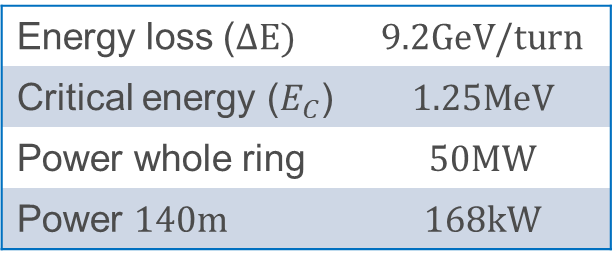 Energy loss (ΔE) 9.2GeV/turn
Critical energy (E_C) 1.25MeV
Power whole ring 50MW
Power 140m 168kW